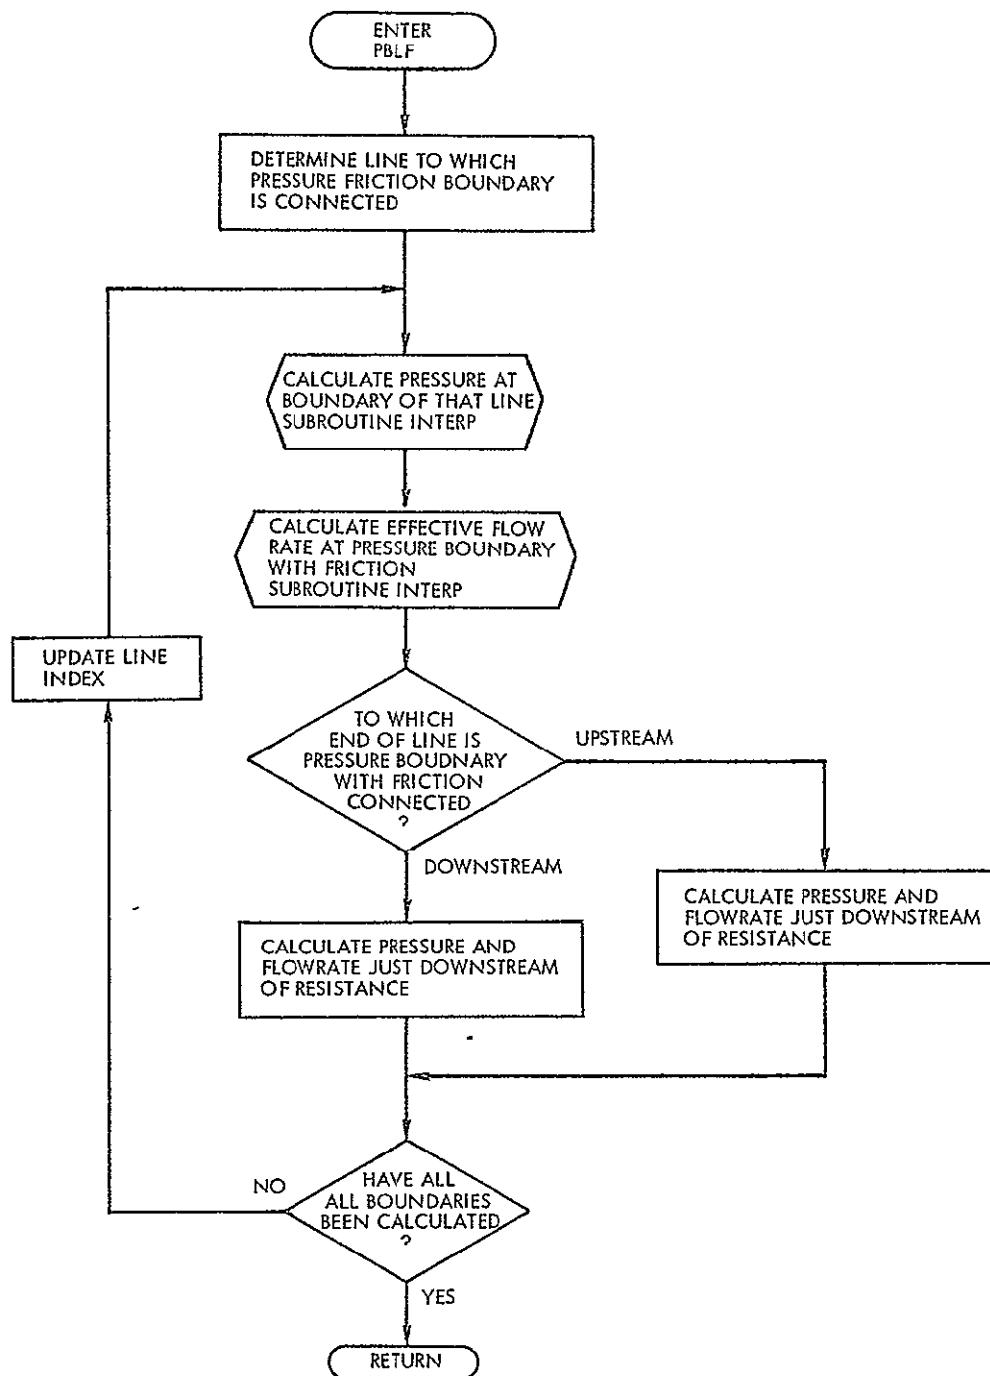 ENTER
PBLF
DETERMINE LINE TO WHICH
PRESSURE FRICTION BOUNDARY
IS CONNECTED
CALCULATE PRESSURE AT
BOUNDARY OF THAT LINE
SUBROUTINE INTERP
CALCULATE EFFECTIVE FLOW
RATE AT PRESSURE BOUNDARY
WITH FRICTION
SUBROUTINE INTERP
UPDATE LINE
INDEX
TO WHICH
END OF LINE IS
PRESSURE BOUDNARY
WITH FRICTION
CONNECTED
?
UPSTREAM
DOWNSTREAM
CALCULATE PRESSURE AND
FLOWRATE JUST DOWNSTREAM
OF RESISTANCE
CALCULATE PRESSURE AND
FLOWRATE JUST DOWNSTREAM
OF RESISTANCE
NO
HAVE ALL
ALL BOUNDARIES
BEEN CALCULATED
?
YES
RETURN